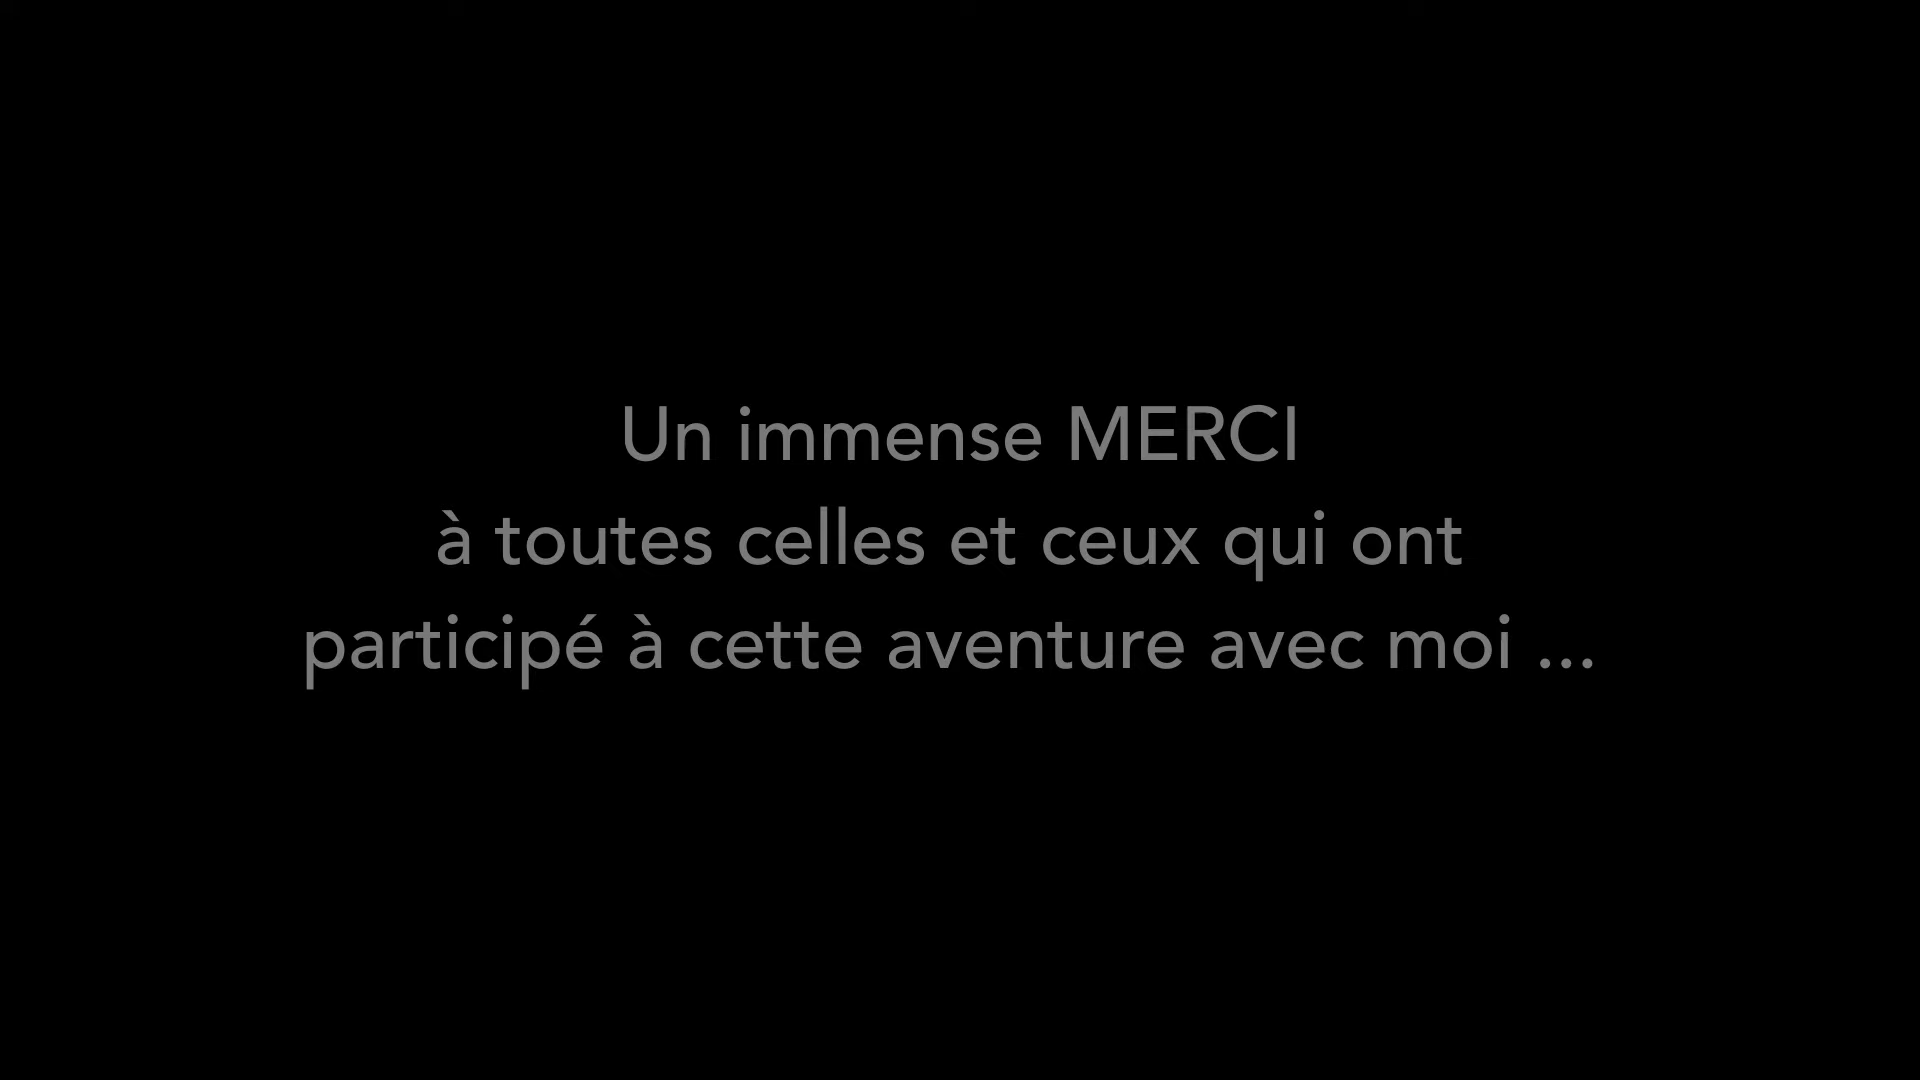 Un immense MERCI
à toutes celles et ceux qui ont
participé à cette aventure avec moi ...